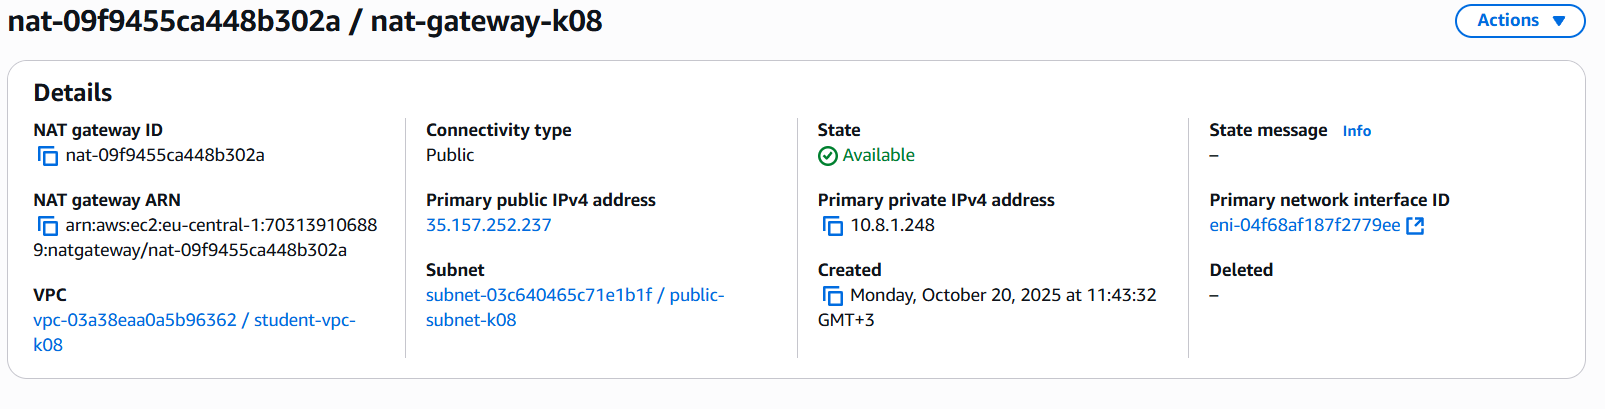 nat-09f9455ca448b302a / nat-gateway-k08
Actions
Details
NAT gateway ID
nat-09f9455ca448b302a
Connectivity type
Public
State
Available
State message Info
–
NAT gateway ARN
arn:aws:ec2:eu-central-1:70313910688
9:natgateway/nat-09f9455ca448b302a
Primary public IPv4 address
35.157.252.237
Primary private IPv4 address
10.8.1.248
Primary network interface ID
eni-04f68af187f2779ee
VPC
vpc-03a38eaa0a5b96362 / student-vpc-
k08
Subnet
subnet-03c640465c71e1b1f / public-
subnet-k08
Created
Monday, October 20, 2025 at 11:43:32
GMT+3
Deleted
–